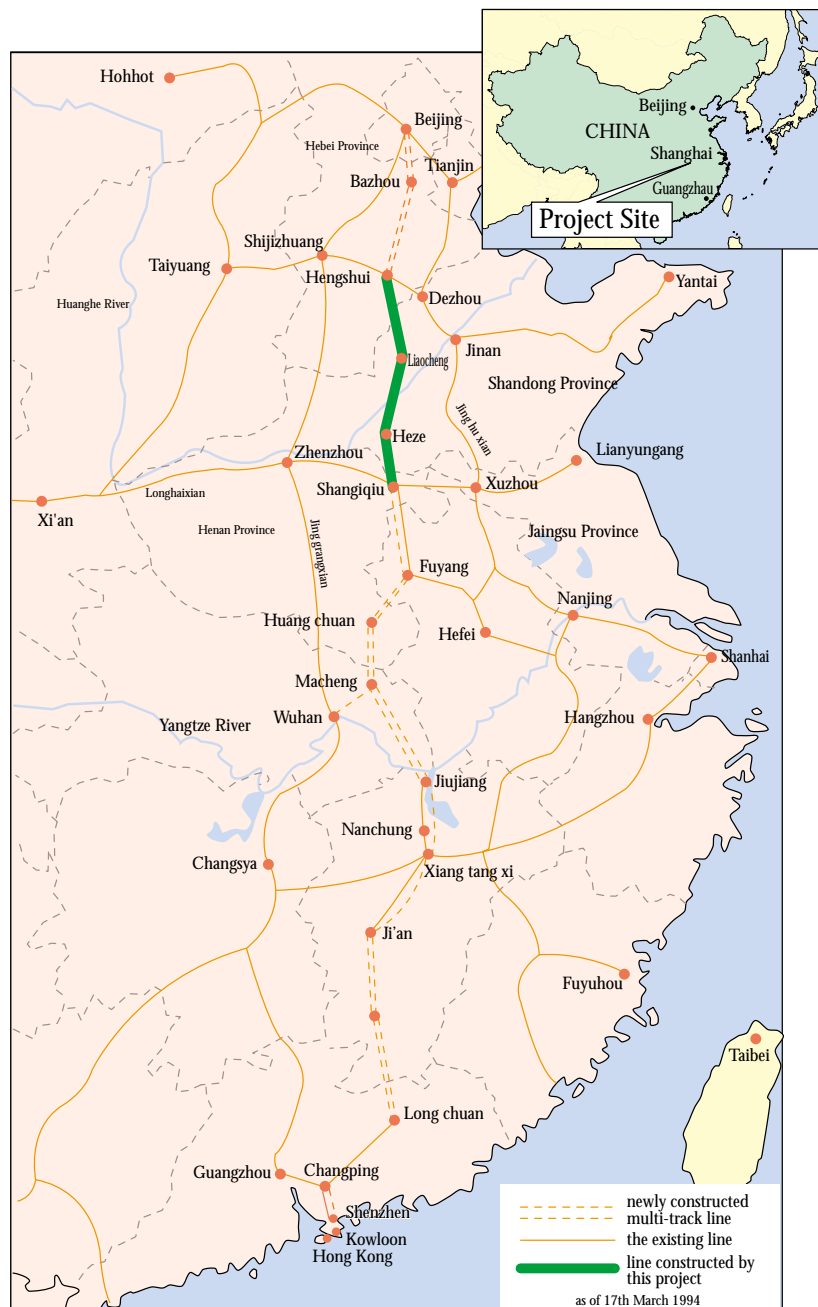 Hohhot
Beijing
Hebei Province
Tianjin
Bazhou
Beijing
CHINA
Shanghai
Guangzhau
Project Site
Shijizhuang
Taiyuang
Hengshui
Yantai
Dezhou
Huanghe River
Jinan
Liaocheng
Shandong Province
Jing hu xian
Heze
Zhenzhou
Lianyungang
Shangiqiu
Xuzhou
Longhaixian
Xi'an
Henan Province
Jing grangxian
Jaingsu Province
Fuyang
Nanjing
Huang chuan
Hefei
Shanhai
Macheng
Wuhan
Hangzhou
Yangtze River
Jiujiang
Nanchung
Changsya
Xiang tang xi
Ji'an
Fuyuhou
Taibei
Long chuan
Guangzhou
Changping
Shenzhen
Kowloon
Hong Kong
newly constructed
multi-track line
the existing line
line constructed by
this project
as of 17th March 1994